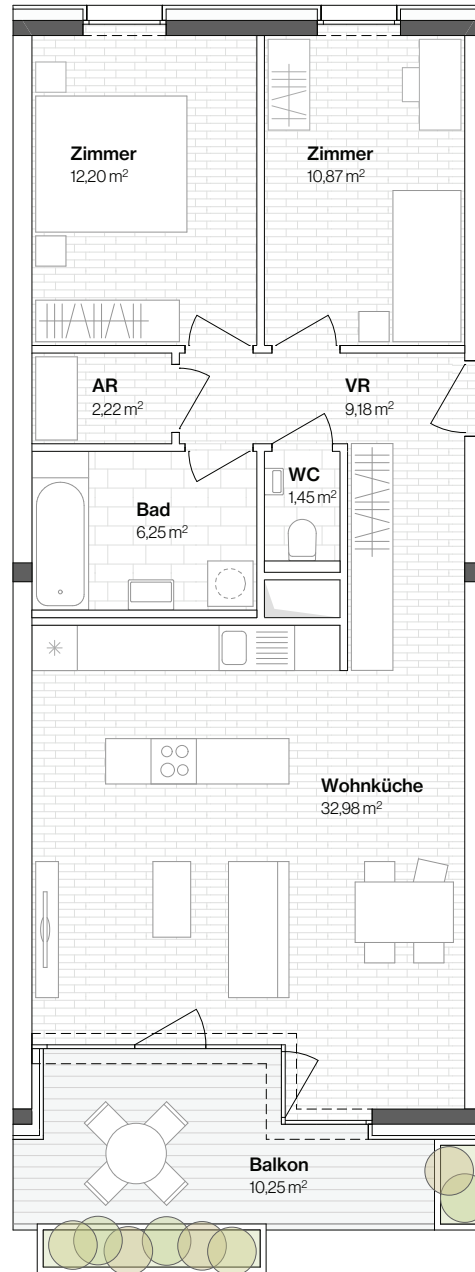 Zimmer
12,20 m²
Zimmer
10,87 m²
AR
2,22 m²
VR
9,18 m²
WC
1,45 m²
Bad
6,25 m²
Wohnküche
32,98 m²
Balkon
10,25 m²